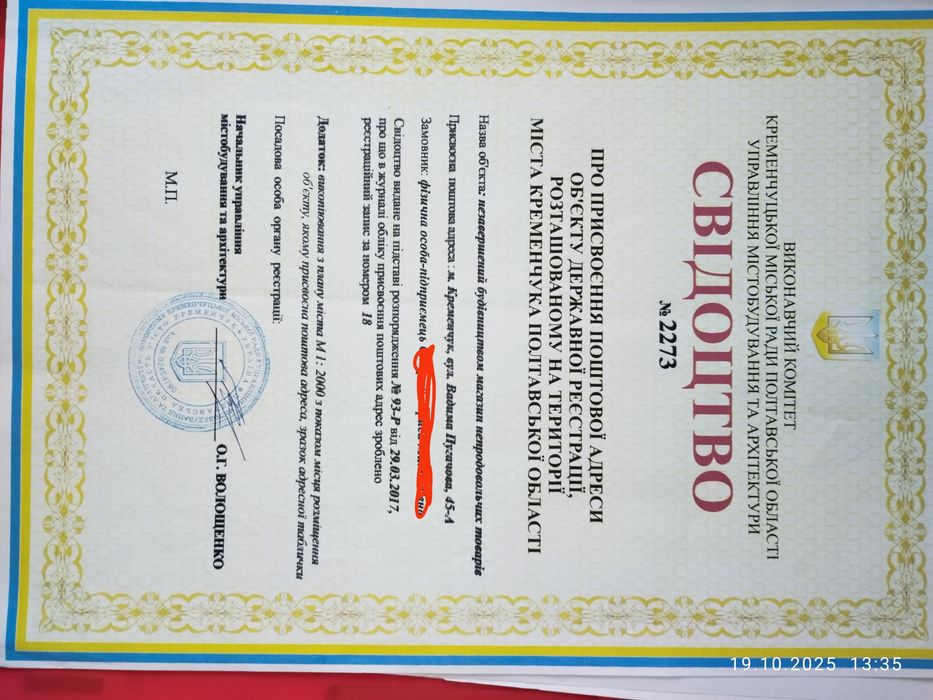 ВИКОНАВЧИЙ КОМІТЕТ
КРЕМЕНЧУЦЬКОЇ МІСЬКОЇ РАДИ ПОЛТАВСЬКОЇ ОБЛАСТІ
УПРАВЛІННЯ МІСТОБУДУВАННЯ ТА АРХІТЕКТУРИ
СВІДОЦТВО
№ 2273
ПРО ПРИСВОЄННЯ ПОШТОВОЇ АДРЕСИ
ОБ'ЄКТУ ДЕРЖАВНОЇ РЕЄСТРАЦІЇ,
РОЗТАШОВАНОМУ НА ТЕРИТОРІЇ
МІСТА КРЕМЕНЧУКА ПОЛТАВСЬКОЇ ОБЛАСТІ
Назва об'єкта: незавершений будівництвом магазин непродовольчих товарів
Присвоєна поштова адреса : м. Кременчук, вул. Вадима Пугачова, 45-А
Замовник: фізична особа-підприємець
Свідоцтво видане на підставі розпорядження № 93-Р від 29.03.2017,
про що в журналі обліку присвоєння поштових адрес зроблено
реєстраційний запис за номером 18
Додаток: викопіювання з плану міста М 1 : 2000 з показом місця розміщення
об'єкту, якому присвоєна поштова адреса, зразок адресної таблички
Посадова особа органу реєстрації:
Начальник управління
містобудування та архітектури О.Г. ВОЛОЩЕНКО
М.П.
19.10.2025 13:35